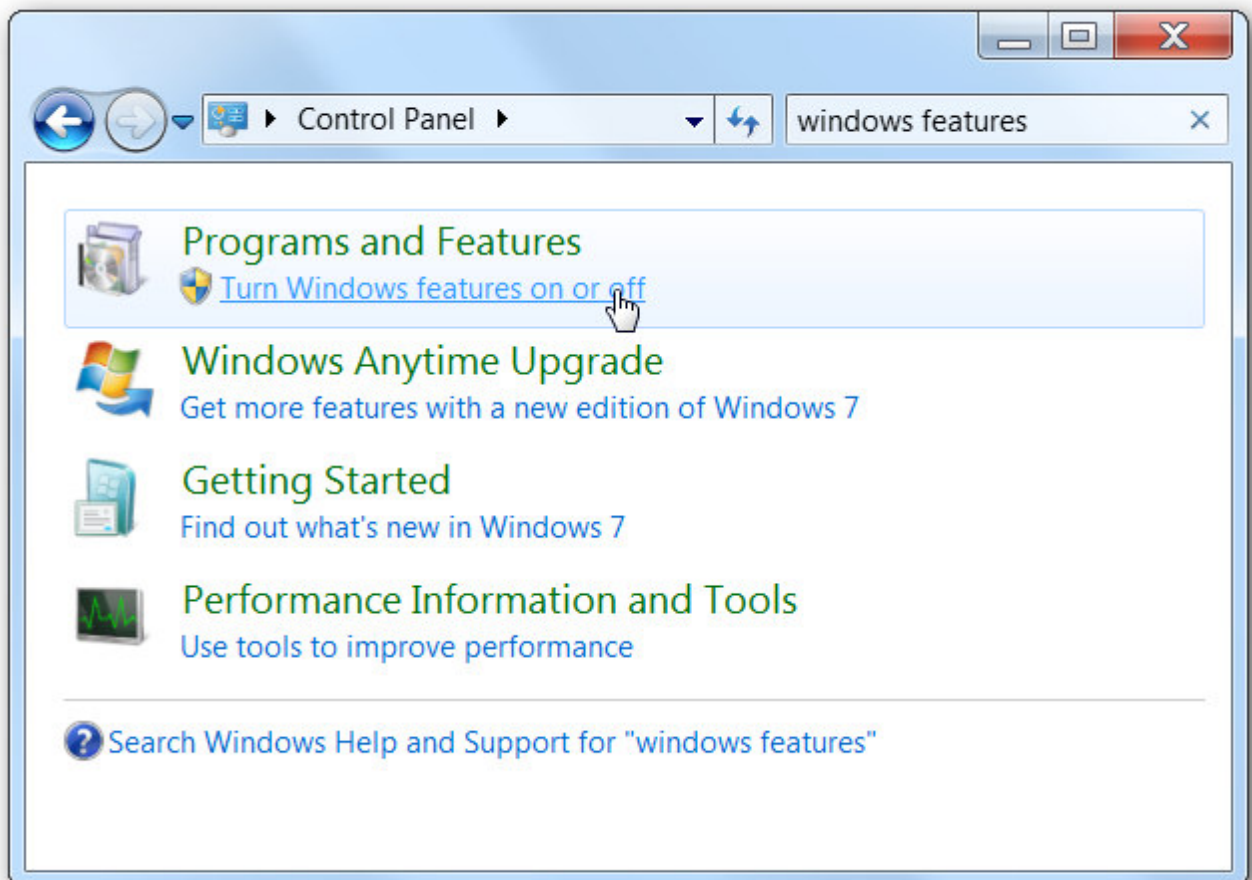 Control Panel
windows features
Programs and Features
Turn Windows features on or off
Windows Anytime Upgrade
Get more features with a new edition of Windows 7
Getting Started
Find out what's new in Windows 7
Performance Information and Tools
Use tools to improve performance
Search Windows Help and Support for "windows features"